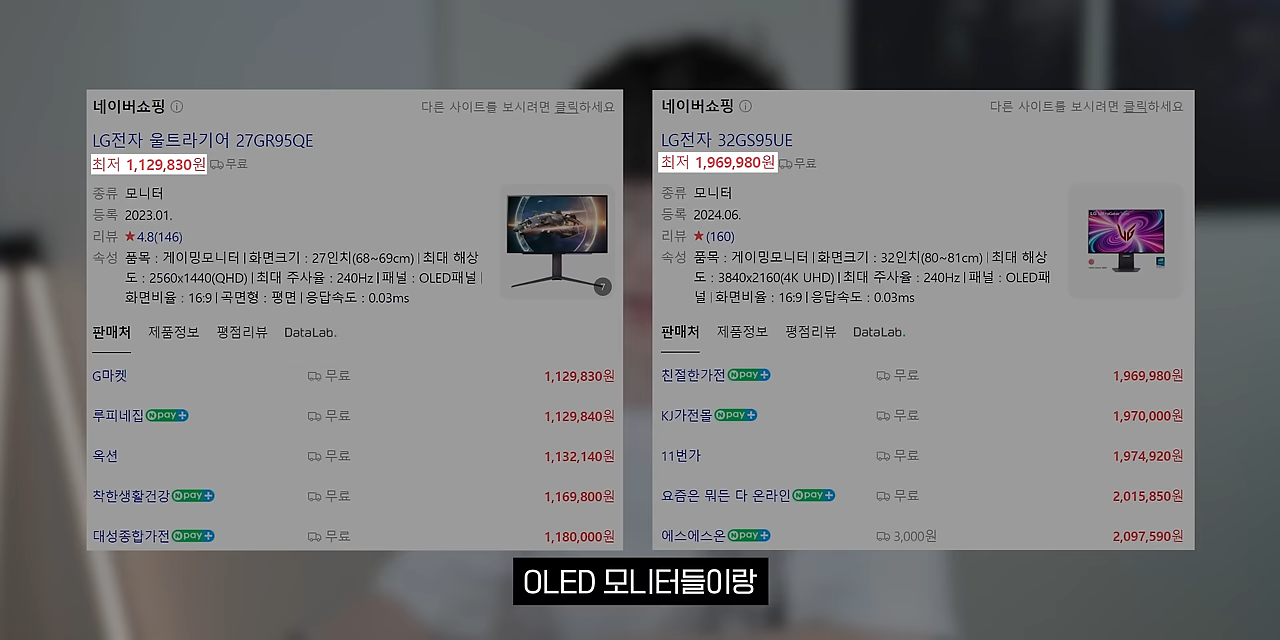 네이버쇼핑
다른 사이트를 보시려면 클릭하세요
LG전자 울트라기어 27GR95QE
최저 1,129,830원 무료
종류 모니터
등록 2023.01.
리뷰 ★4.8(146)
속성 품목 : 게이밍모니터 | 화면크기 : 27인치(68~69cm) | 최대 해상
도 : 2560x1440(QHD) | 최대 주사율 : 240Hz | 패널 : OLED패널 |
화면비율 : 16:9 | 곡면형 : 평면 | 응답속도 : 0.03ms
7
판매처 제품정보 평점리뷰 DataLab.
G마켓 무료 1,129,830원
루피네집 N pay+ 무료 1,129,840원
옥션 무료 1,132,140원
착한생활건강 N pay+ 무료 1,169,800원
대성종합가전 N pay+ 무료 1,180,000원
네이버쇼핑
다른 사이트를 보시려면 클릭하세요
LG전자 32GS95UE
최저 1,969,980원 무료
종류 모니터
등록 2024.06.
리뷰 ★(160)
속성 품목 : 게이밍모니터 | 화면크기 : 32인치(80~81cm) | 최대 해상
도 : 3840x2160(4K UHD) | 최대 주사율 : 240Hz | 패널 : OLED패
널 | 화면비율 : 16:9 | 응답속도 : 0.03ms
판매처 제품정보 평점리뷰 DataLab.
친절한가전 N pay+ 무료 1,969,980원
KJ가전몰 N pay+ 무료 1,970,000원
11번가 무료 1,974,920원
요즘은 뭐든 다 온라인 N pay+ 무료 2,015,850원
에스에스온 N pay+ 3,000원 2,097,590원
OLED 모니터들이랑